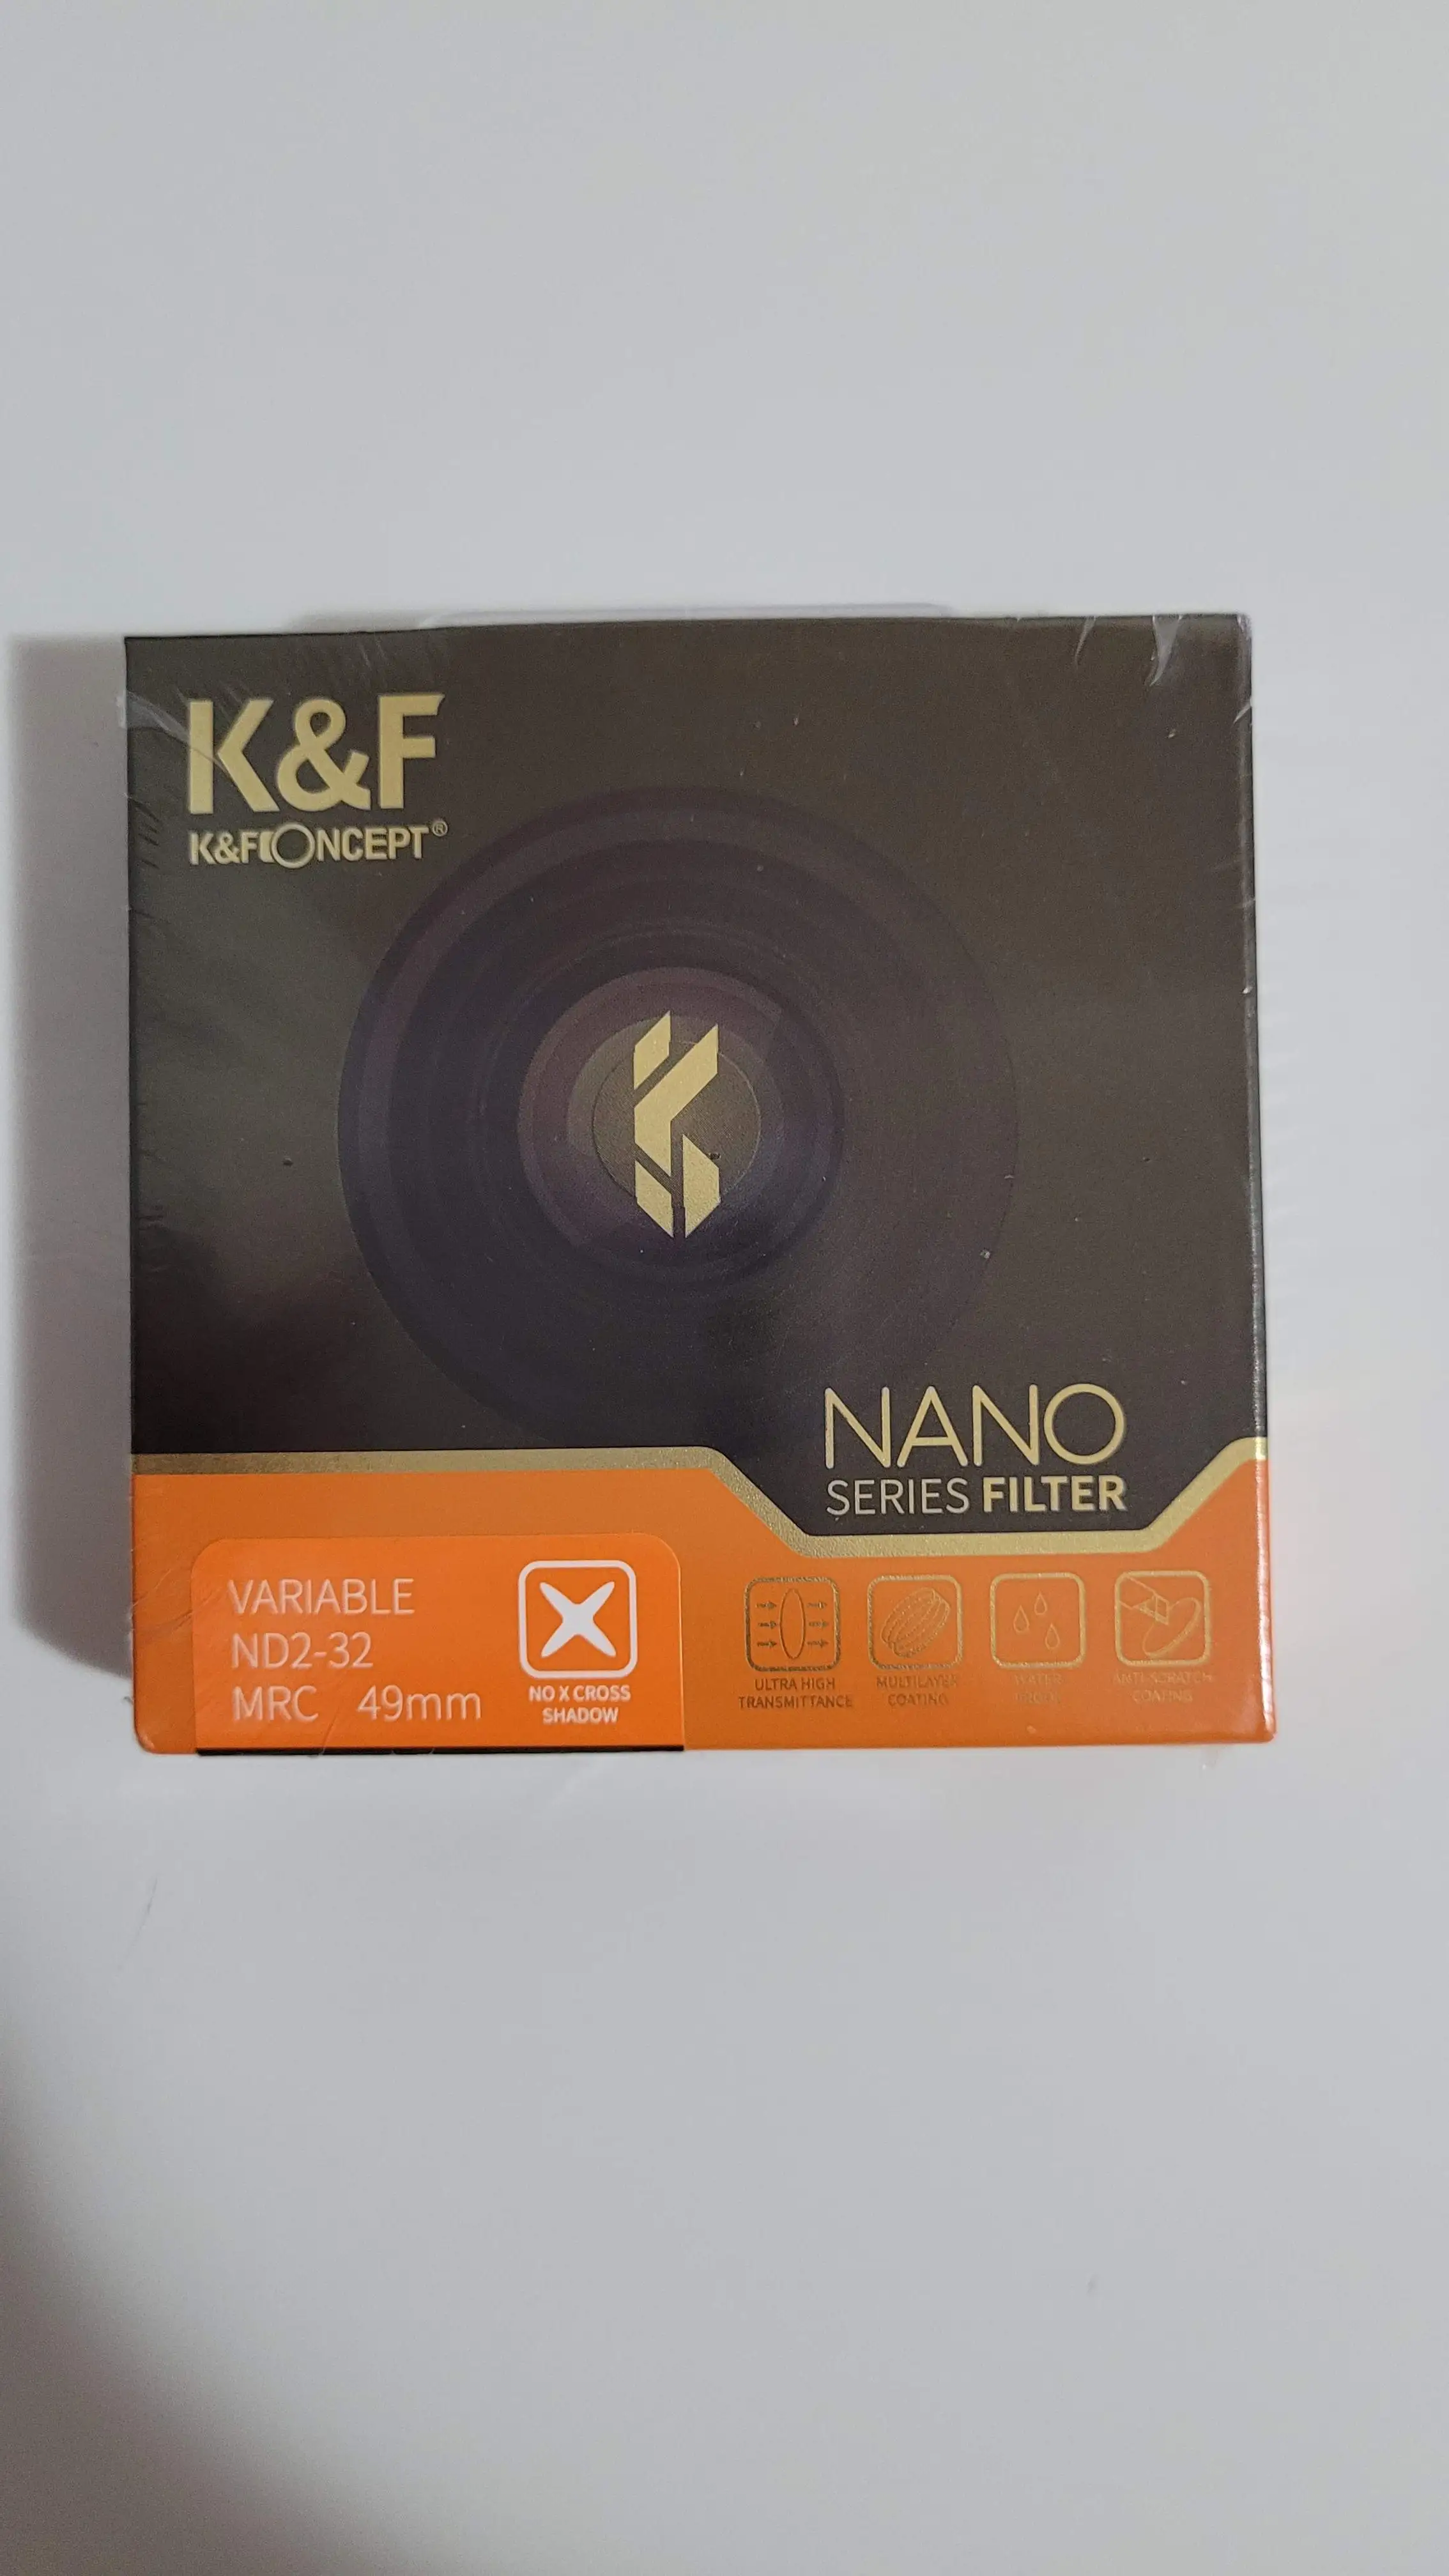 K&F
K&F CONCEPT®
NANO
SERIES FILTER
VARIABLE
ND2-32
MRC 49mm
NO X CROSS
SHADOW
ULTRA HIGH
TRANSMITTANCE
MULTILAYER
COATING
WATER
PROOF
ANTI-SCRATCH
COATING